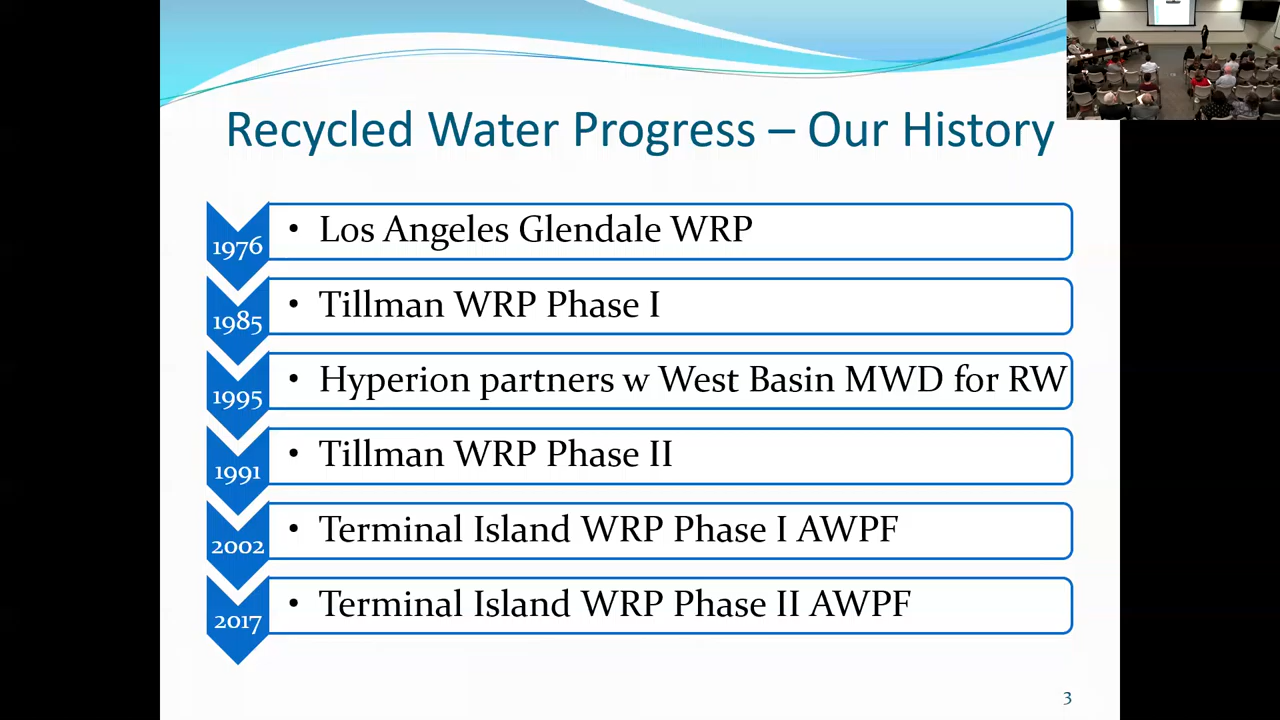 Recycled Water Progress – Our History
1976
• Los Angeles Glendale WRP
1985
• Tillman WRP Phase I
1995
• Hyperion partners w West Basin MWD for RW
1991
• Tillman WRP Phase II
2002
• Terminal Island WRP Phase I AWPF
2017
• Terminal Island WRP Phase II AWPF
3